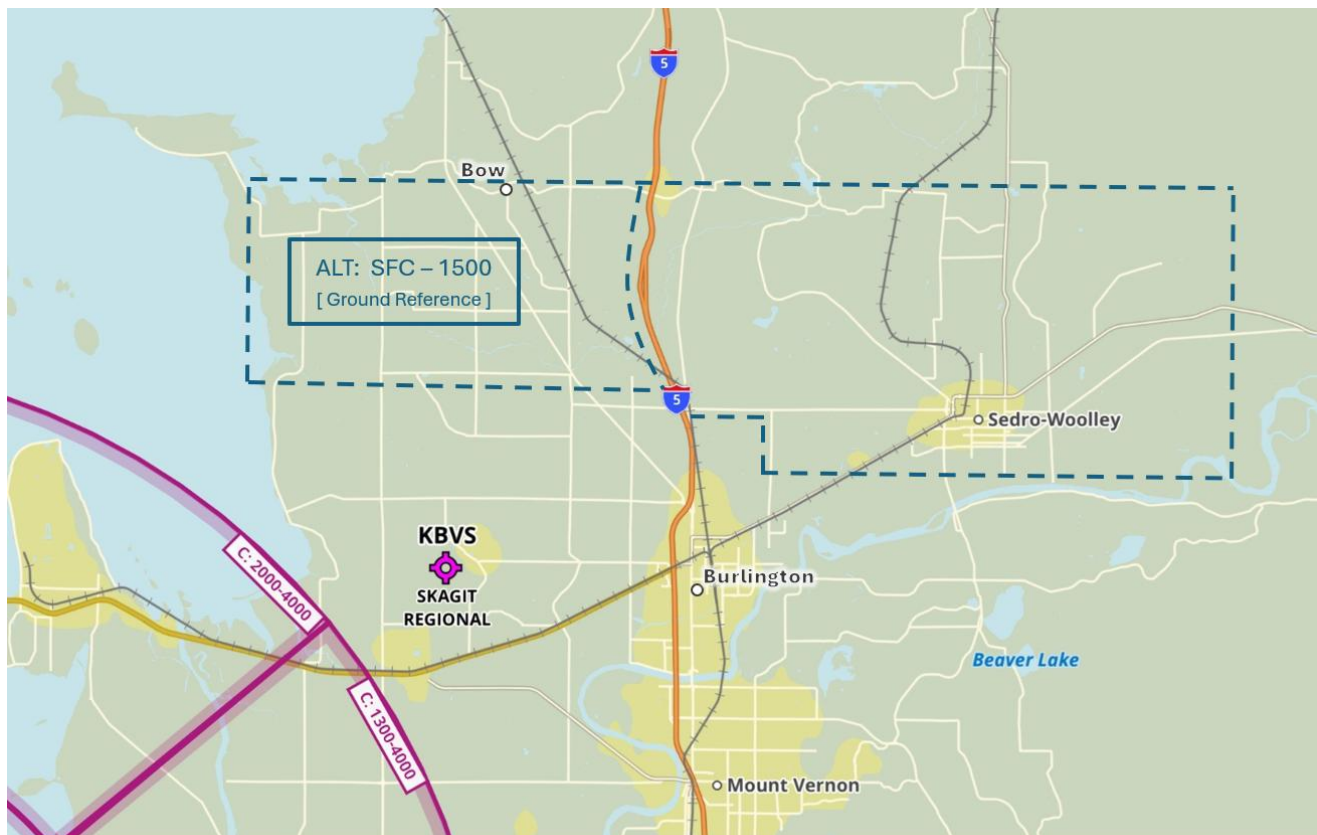 5
Bow
ALT: SFC – 1500
[ Ground Reference ]
5
Sedro-Woolley
KBVS
SKAGIT
REGIONAL
C: 2000-4000
Burlington
Beaver Lake
C: 1300-4000
Mount Vernon